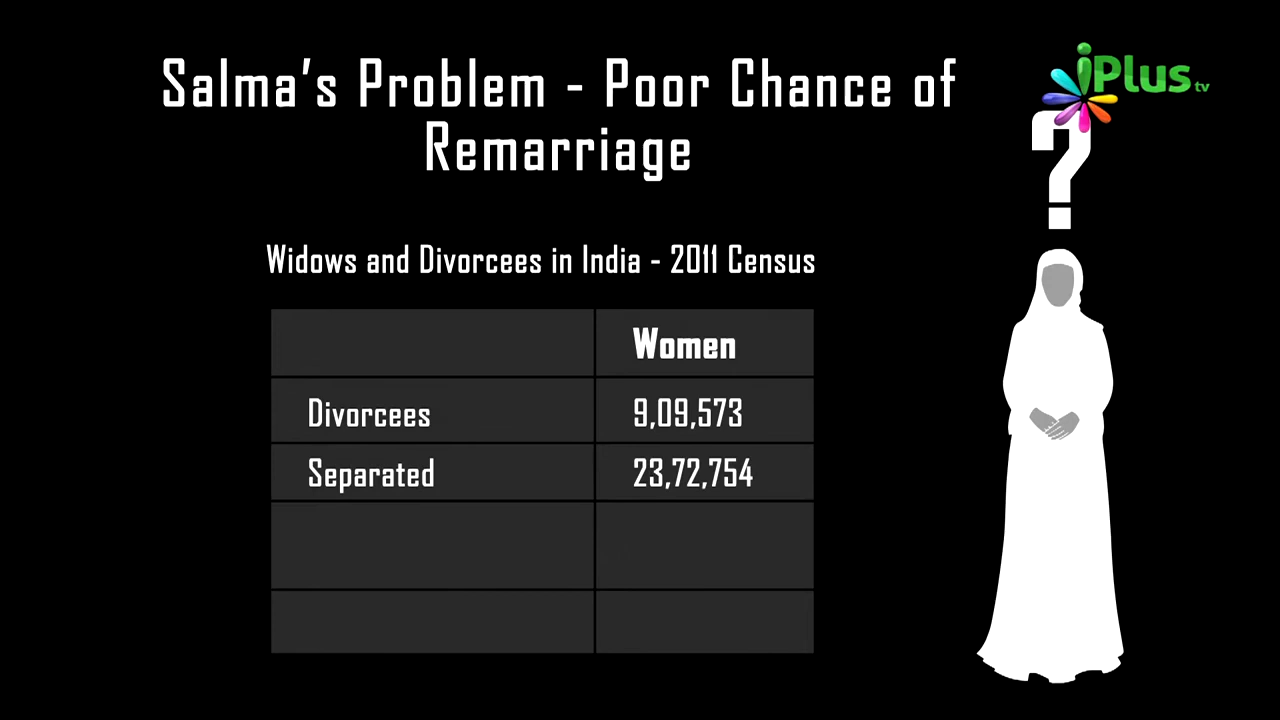 Salma's Problem - Poor Chance of
Remarriage
iPlus tv
?
Widows and Divorcees in India - 2011 Census
Women
Divorcees 9,09,573
Separated 23,72,754